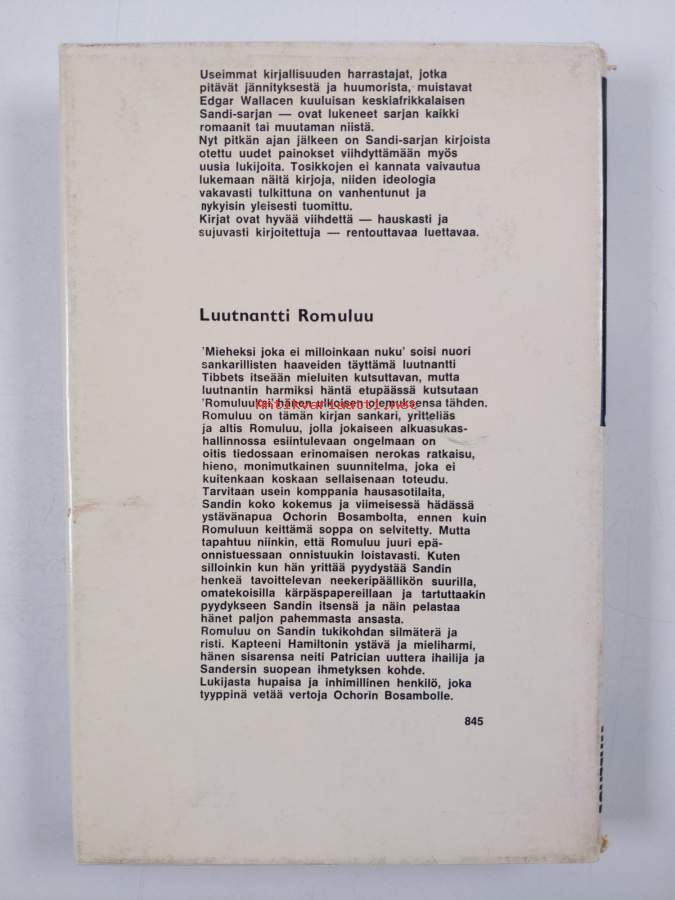 Useimmat kirjallisuuden harrastajat, jotka
pitävät jännityksestä ja huumorista, muistavat
Edgar Wallacen kuuluisan keskiafrikkalaisen
Sandi-sarjan — ovat lukeneet sarjan kaikki
romaanit tai muutaman niistä.
Nyt pitkän ajan jälkeen on Sandi-sarjan kirjoista
otettu uudet painokset viihdyttämään myös
uusia lukijoita. Tosikkojen ei kannata vaivautua
lukemaan näitä kirjoja, niiden ideologia
vakavasti tulkittuna on vanhentunut ja
nykyisin yleisesti tuomittu.
Kirjat ovat hyvää viihdettä — hauskasti ja
sujuvasti kirjoitettuja — rentouttavaa luettavaa.
Luutnantti Romuluu
'Mieheksi joka ei milloinkaan nuku' soisi nuori
sankarillisten haaveiden täyttämä luutnantti
Tibbets itseään mieluiten kutsuttavan, mutta
luutnantin harmiksi häntä etupäässä kutsutaan
'Romuluuksi' hänen ulkoisen olemuksensa tähden.
Romuluu on tämän kirjan sankari, yritteliäs
ja altis Romuluu, jolla jokaiseen alkuasukas-
hallinnossa esiintulevaan ongelmaan on
oitis tiedossaan erinomaisen nerokas ratkaisu,
hieno, monimutkainen suunnitelma, joka ei
kuitenkaan koskaan sellaisenaan toteudu.
Tarvitaan usein komppania hausasotilaita,
Sandin koko kokemus ja viimeisessä hädässä
ystävänapua Ochorin Bosambolta, ennen kuin
Romuluun keittämä soppa on selvitetty. Mutta
tapahtuu niinkin, että Romuluu juuri epä-
onnistuessaan onnistuukin loistavasti. Kuten
silloinkin kun hän yrittää pyydystää Sandin
henkeä tavoittelevan neekeripäällikön suurilla,
omatekoisilla kärpäspapereillaan ja tartuttaakin
pyydykseen Sandin itsensä ja näin pelastaa
hänet paljon pahemmasta ansasta.
Romuluu on Sandin tukikohdan silmäterä ja
risti. Kapteeni Hamiltonin ystävä ja mieliharmi,
hänen sisarensa neiti Patrician uuttera ihailija ja
Sandersin suopean ihmetyksen kohde.
Lukijasta hupaisa ja inhimillinen henkilö, joka
tyyppinä vetää vertoja Ochorin Bosambolle.
845